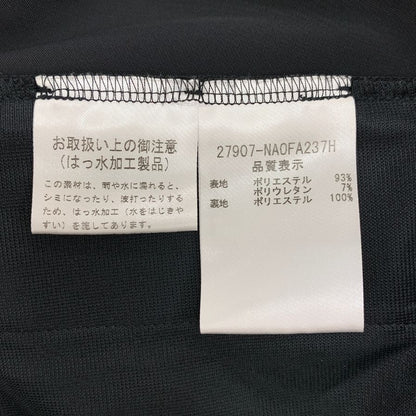 お取扱い上の御注意
(はっ水加工製品)
この素材は、雨や水に濡れると、
シミになったり、波打ったりする
ため、はっ水加工(水をはじきや
すい)を施してあります。
27907-NAOFA237H
品質表示
表地 ポリエステル 93%
ポリウレタン 7%
裏地 ポリエステル 100%